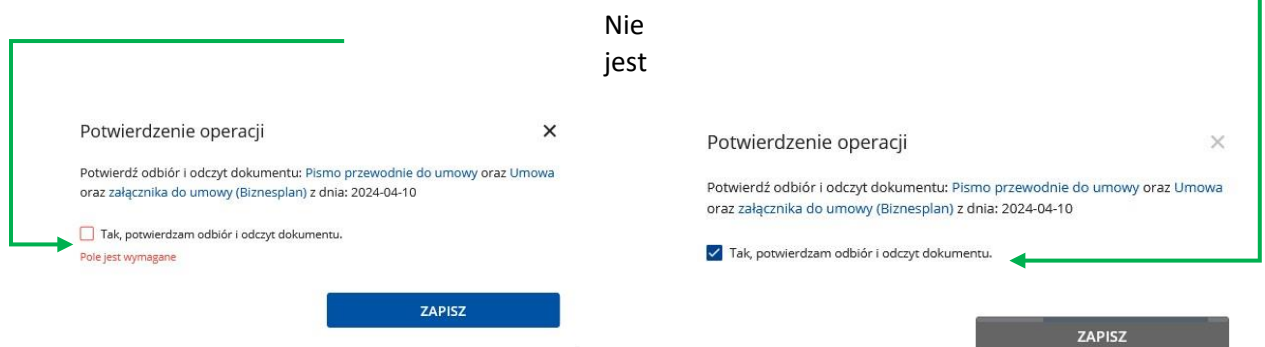 Nie
jest
Potwierdzenie operacji
Potwierdź odbiór i odczyt dokumentu: Pismo przewodnie do umowy oraz Umowa
oraz załącznika do umowy (Biznesplan) z dnia: 2024-04-10
Tak, potwierdzam odbiór i odczyt dokumentu.
Pole jest wymagane
ZAPISZ
Potwierdzenie operacji
Potwierdź odbiór i odczyt dokumentu: Pismo przewodnie do umowy oraz Umowa
oraz załącznika do umowy (Biznesplan) z dnia: 2024-04-10
Tak, potwierdzam odbiór i odczyt dokumentu.
ZAPISZ